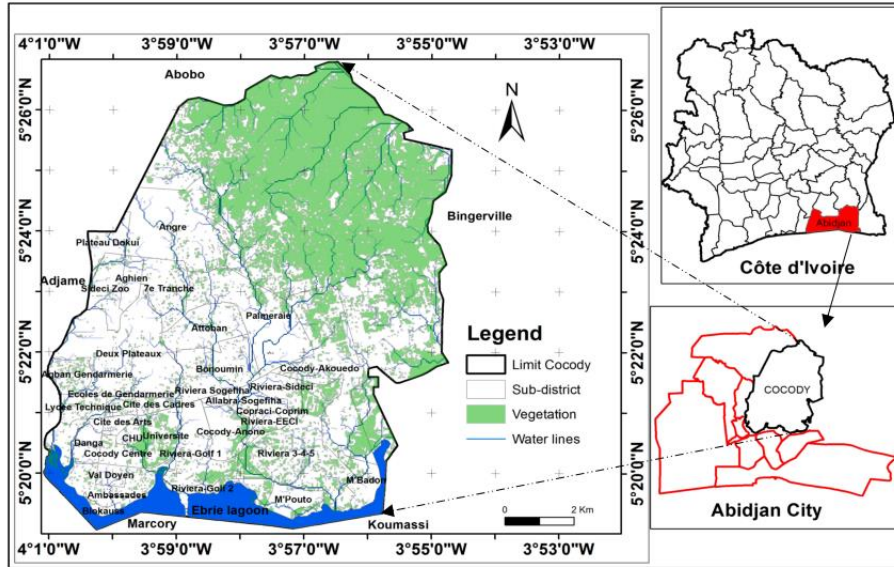 4°1'0"W 3°59'0"W 3°57'0"W 3°55'0"W 3°53'0"W
5°26'0"N
5°24'0"N
5°22'0"N
5°20'0"N
Abobo
N
Bingerville
Angre
Plateau Dokui
Adjame
Aghien
Sideci Zoo
7e Tranche
Palmeraie
Attoban
Deux Plateaux
Bonoumin
Cocody-Akouedo
Agban Gendarmerie
Ecoles de Gendarmerie
Riviera Sogefiha
Riviera-Sideci
Lycee Technique
Cite des Cadres
Allabra-Sogefiha
Copraci-Coprim
Cite des Arts
Riviera-EECI
Danga
CHU
Universite
Cocody-Anono
Cocody Centre
Riviera-Golf 1
Riviera 3-4-5
Val Doyen
M'Badon
Ambassades
Riviera-Golf 2
M'Pouto
Blokauss
Ebrie lagoon
Marcory
Koumassi
Legend
Limit Cocody
Sub-district
Vegetation
Water lines
0 2 Km
4°1'0"W 3°59'0"W 3°57'0"W 3°55'0"W 3°53'0"W
5°26'0"N
5°24'0"N
5°22'0"N
5°20'0"N
Abidjan
Côte d'Ivoire
COCODY
Abidjan City